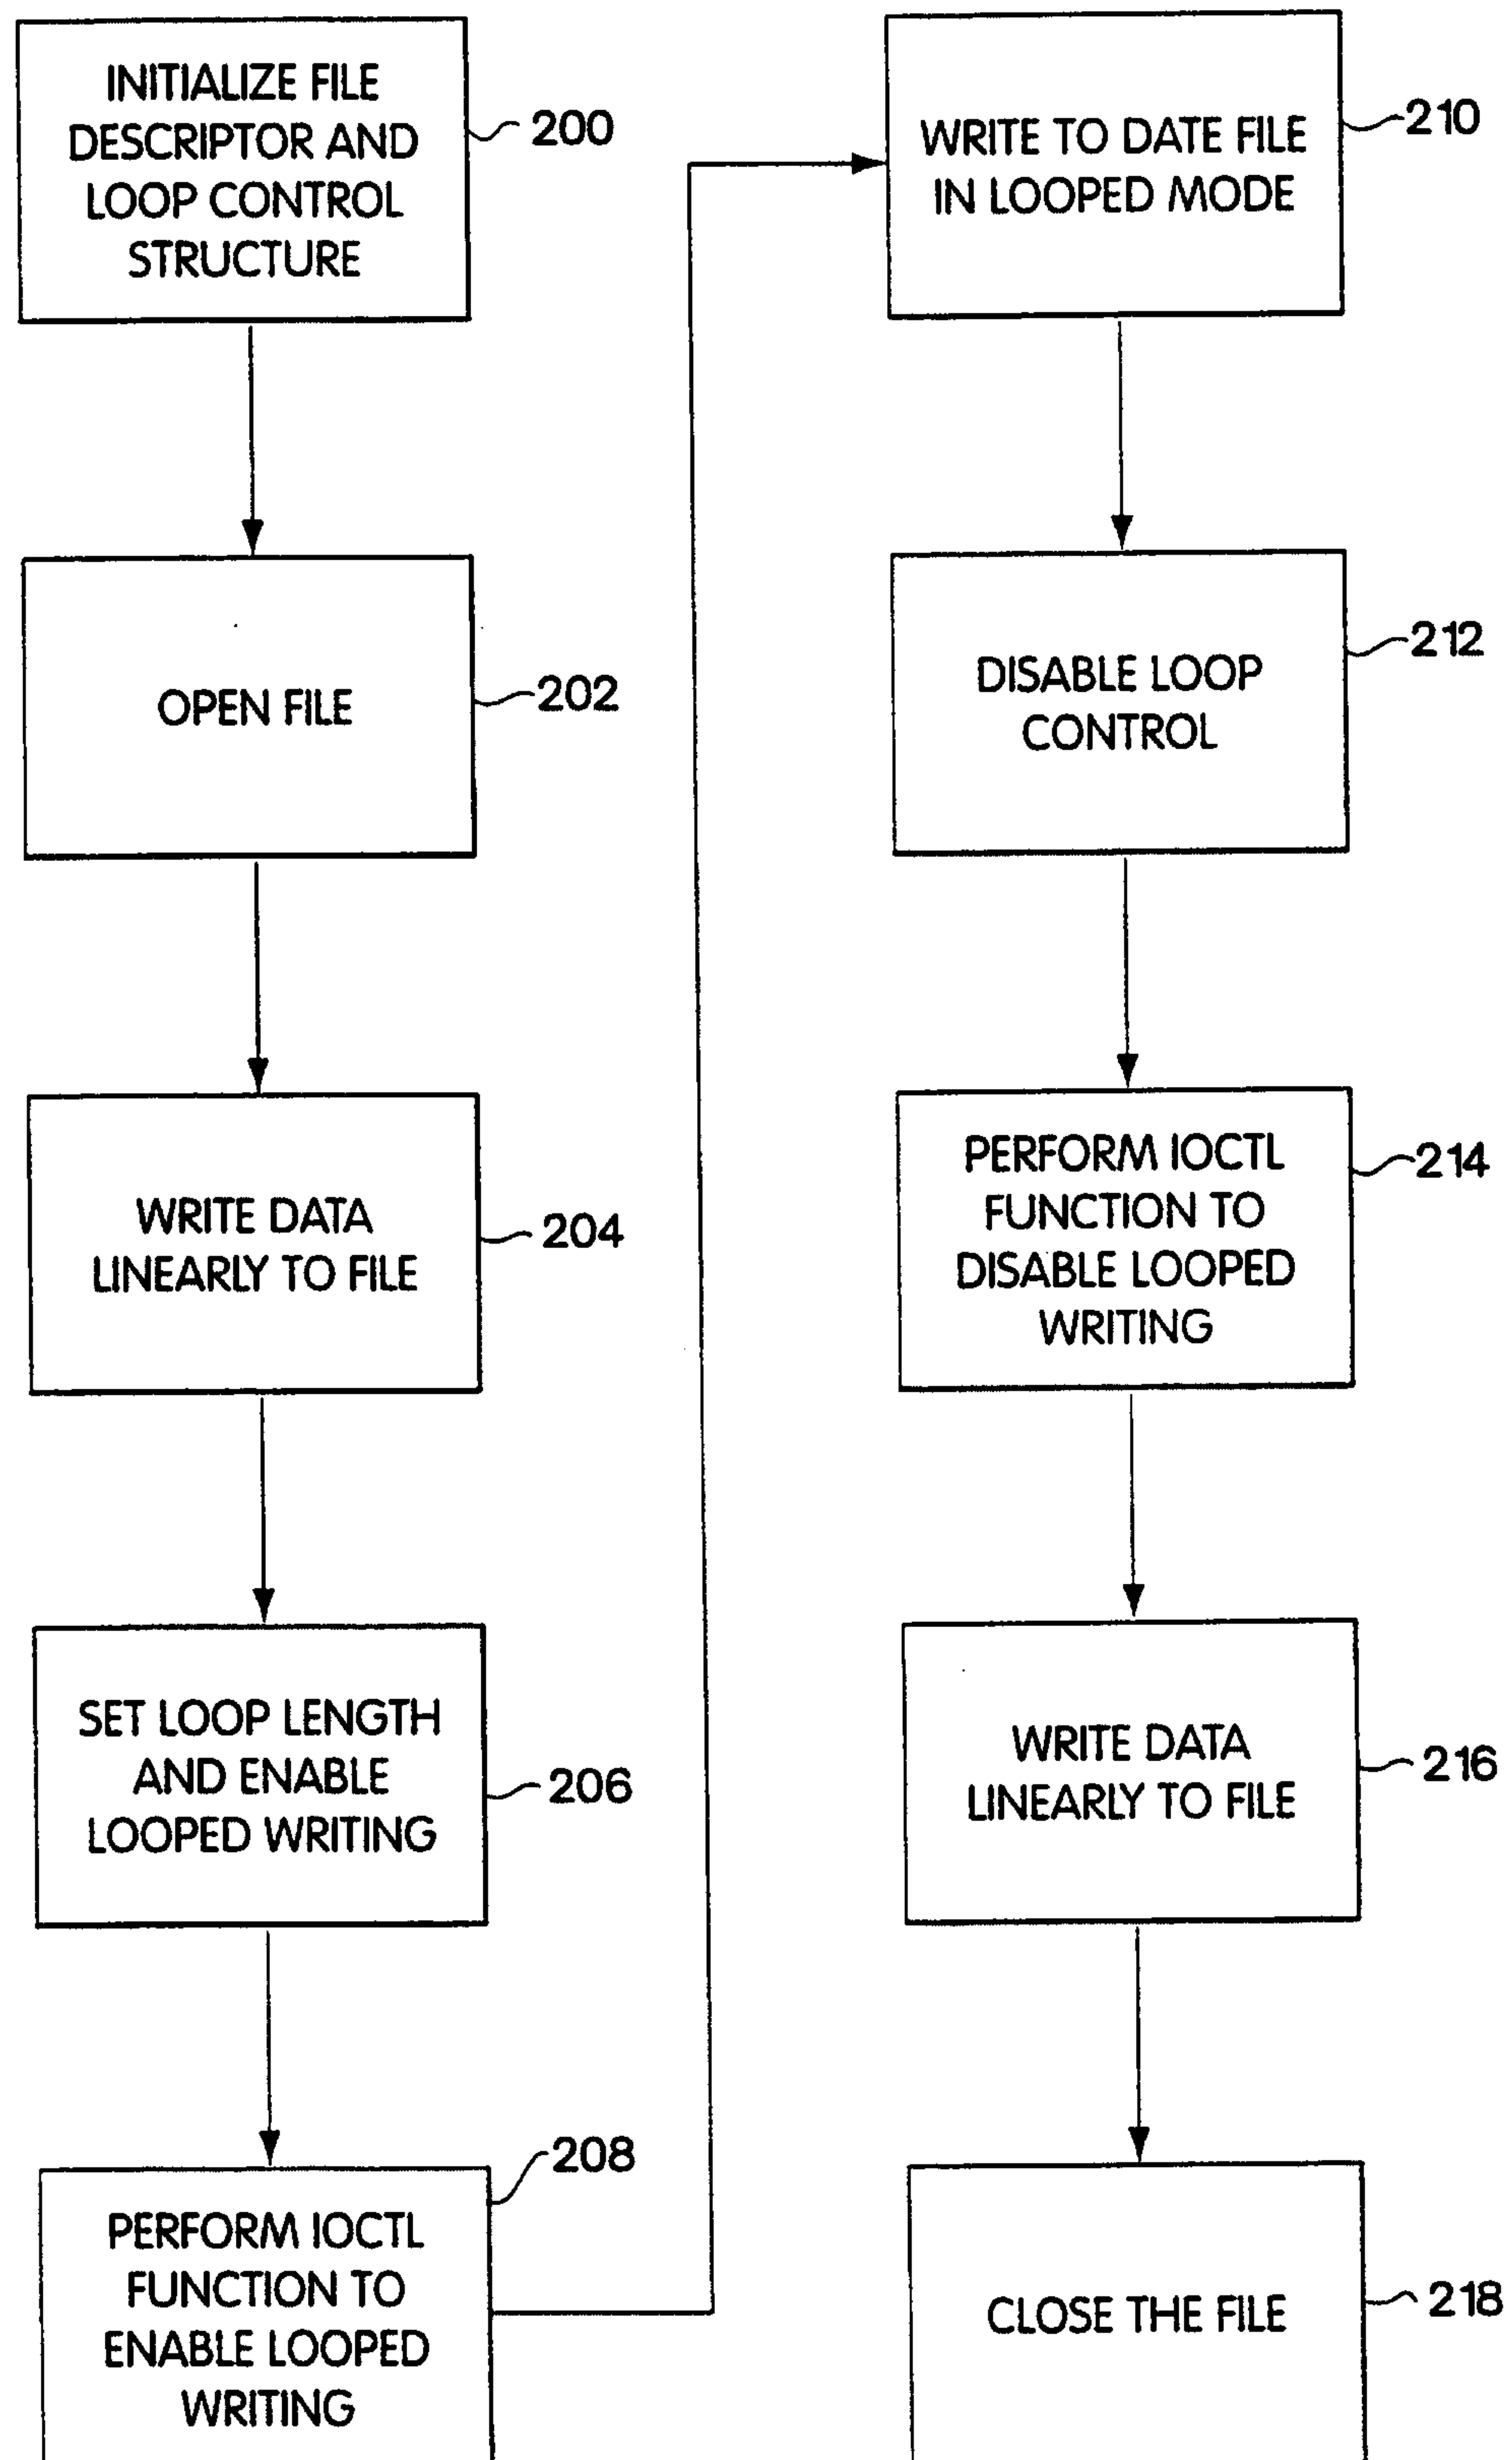 INITIALIZE FILE
DESCRIPTOR AND
LOOP CONTROL
STRUCTURE
200
OPEN FILE
202
WRITE DATA
LINEARLY TO FILE
204
SET LOOP LENGTH
AND ENABLE
LOOPED WRITING
206
208
PERFORM IOCTL
FUNCTION TO
ENABLE LOOPED
WRITING
WRITE TO DATE FILE
IN LOOPED MODE
210
DISABLE LOOP
CONTROL
212
PERFORM IOCTL
FUNCTION TO
DISABLE LOOPED
WRITING
214
WRITE DATA
LINEARLY TO FILE
216
CLOSE THE FILE
218